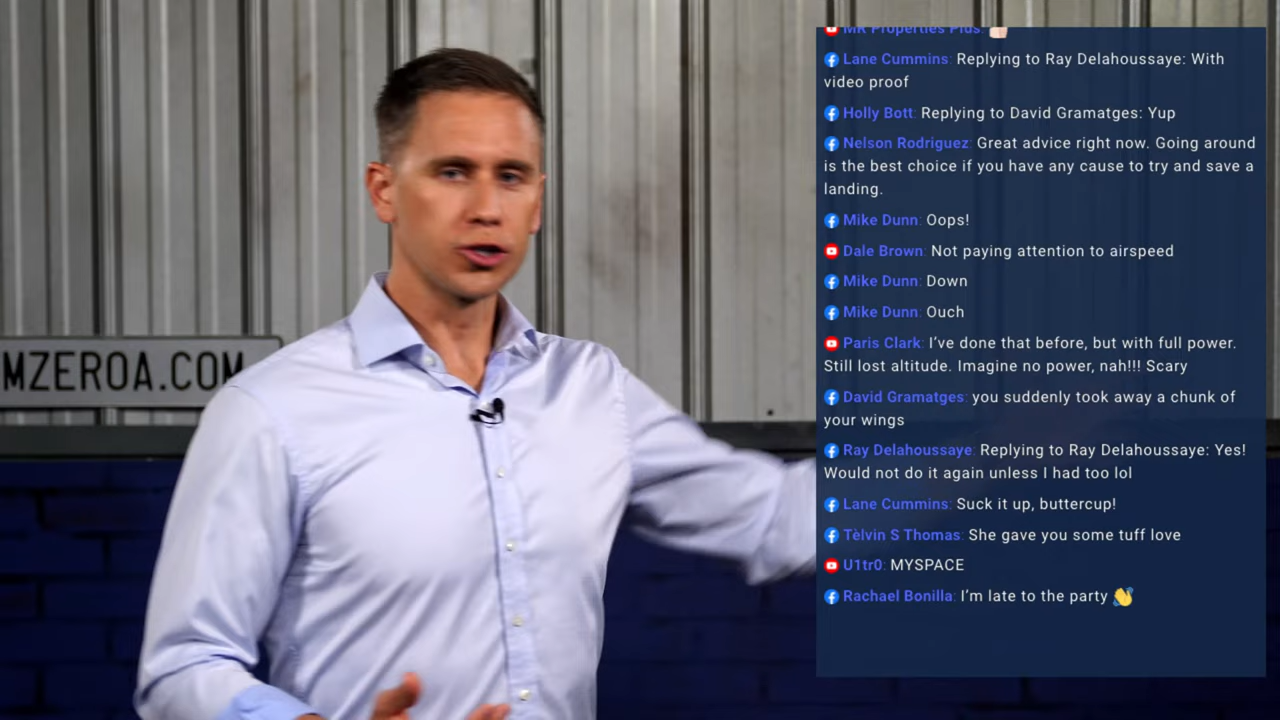 MZEROA.COM
MR Properties Plus:
Lane Cummins: Replying to Ray Delahoussaye: With
video proof
Holly Bott: Replying to David Gramatges: Yup
Nelson Rodriguez: Great advice right now. Going around
is the best choice if you have any cause to try and save a
landing.
Mike Dunn: Oops!
Dale Brown: Not paying attention to airspeed
Mike Dunn: Down
Mike Dunn: Ouch
Paris Clark: I’ve done that before, but with full power.
Still lost altitude. Imagine no power, nah!!! Scary
David Gramatges: you suddenly took away a chunk of
your wings
Ray Delahoussaye: Replying to Ray Delahoussaye: Yes!
Would not do it again unless I had too lol
Lane Cummins: Suck it up, buttercup!
Tèlvin S Thomas: She gave you some tuff love
U1tr0: MYSPACE
Rachael Bonilla: I’m late to the party 👋